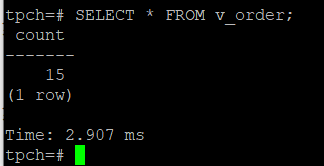 tpch=# SELECT * FROM v_order;
 count
-------
    15
(1 row)

Time: 2.907 ms
tpch=#